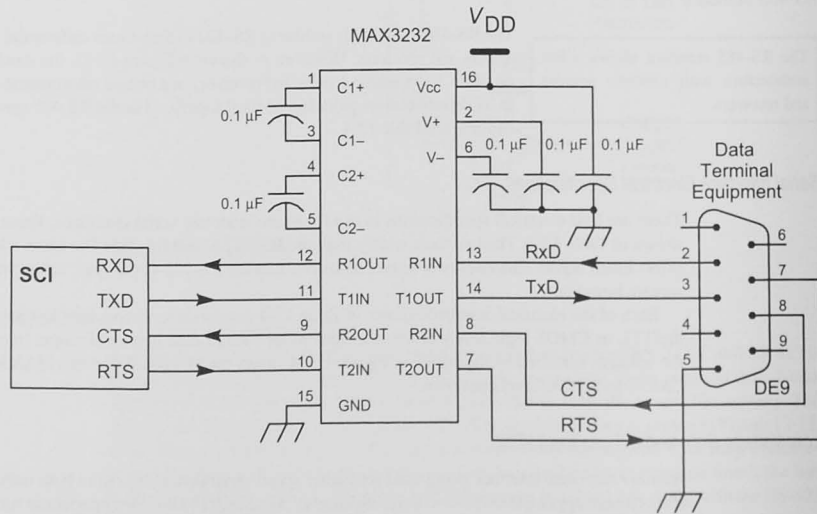 V_DD
MAX3232
1 C1+ Vcc 16
0.1 µF V+ 2
3 C1– V– 6 0.1 µF 0.1 µF 0.1 µF
4 C2+
0.1 µF
5 C2–
Data
Terminal
Equipment
1
6
SCI RXD 12 R1OUT R1IN 13 RxD 2
7
TXD 11 T1IN T1OUT 14 TxD 3
8
CTS 9 R2OUT R2IN 8 4
9
RTS 10 T2IN T2OUT 7 5
CTS DE9
15 GND
RTS